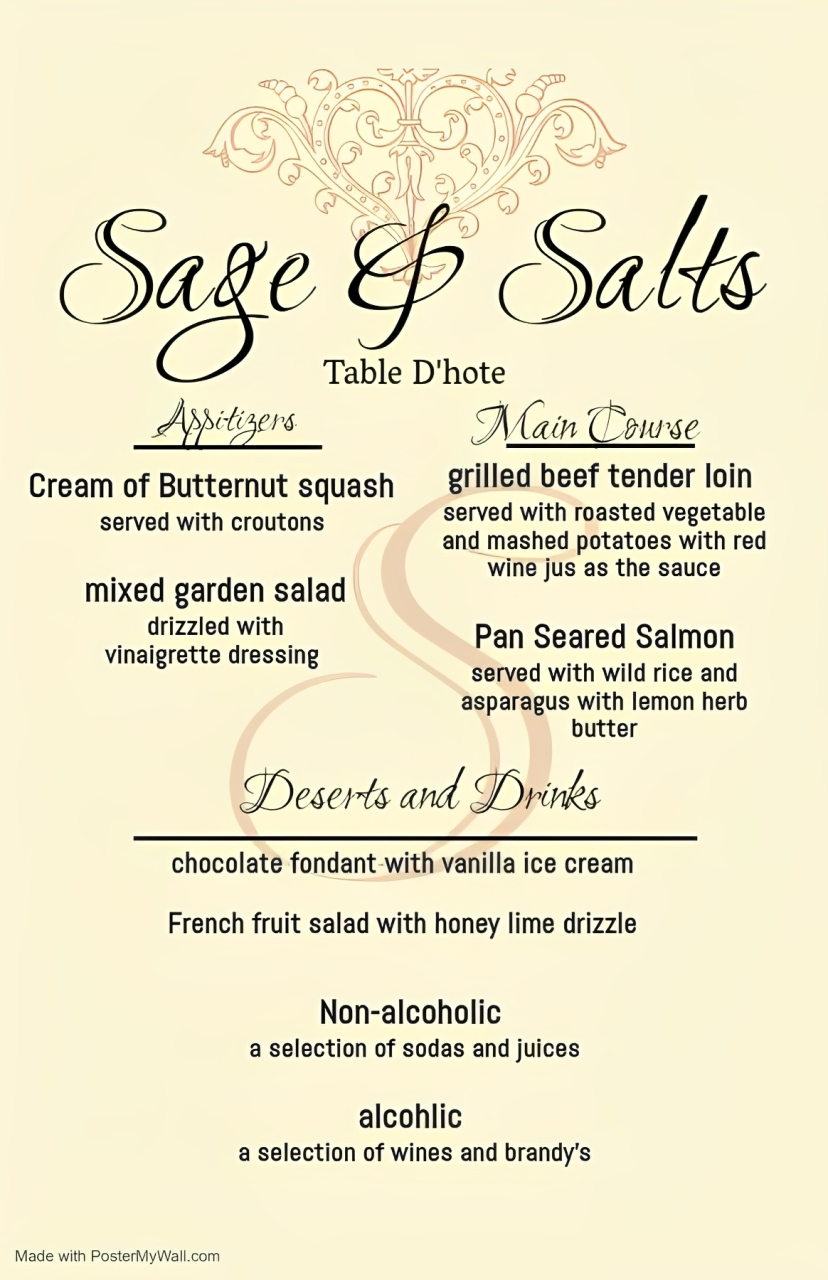 Sage & Salts
Table D'hote
Appitizers
Cream of Butternut squash
served with croutons
mixed garden salad
drizzled with
vinaigrette dressing
Main Course
grilled beef tender loin
served with roasted vegetable
and mashed potatoes with red
wine jus as the sauce
Pan Seared Salmon
served with wild rice and
asparagus with lemon herb
butter
Deserts and Drinks
chocolate fondant with vanilla ice cream
French fruit salad with honey lime drizzle
Non-alcoholic
a selection of sodas and juices
alcohlic
a selection of wines and brandy's
Made with PosterMyWall.com